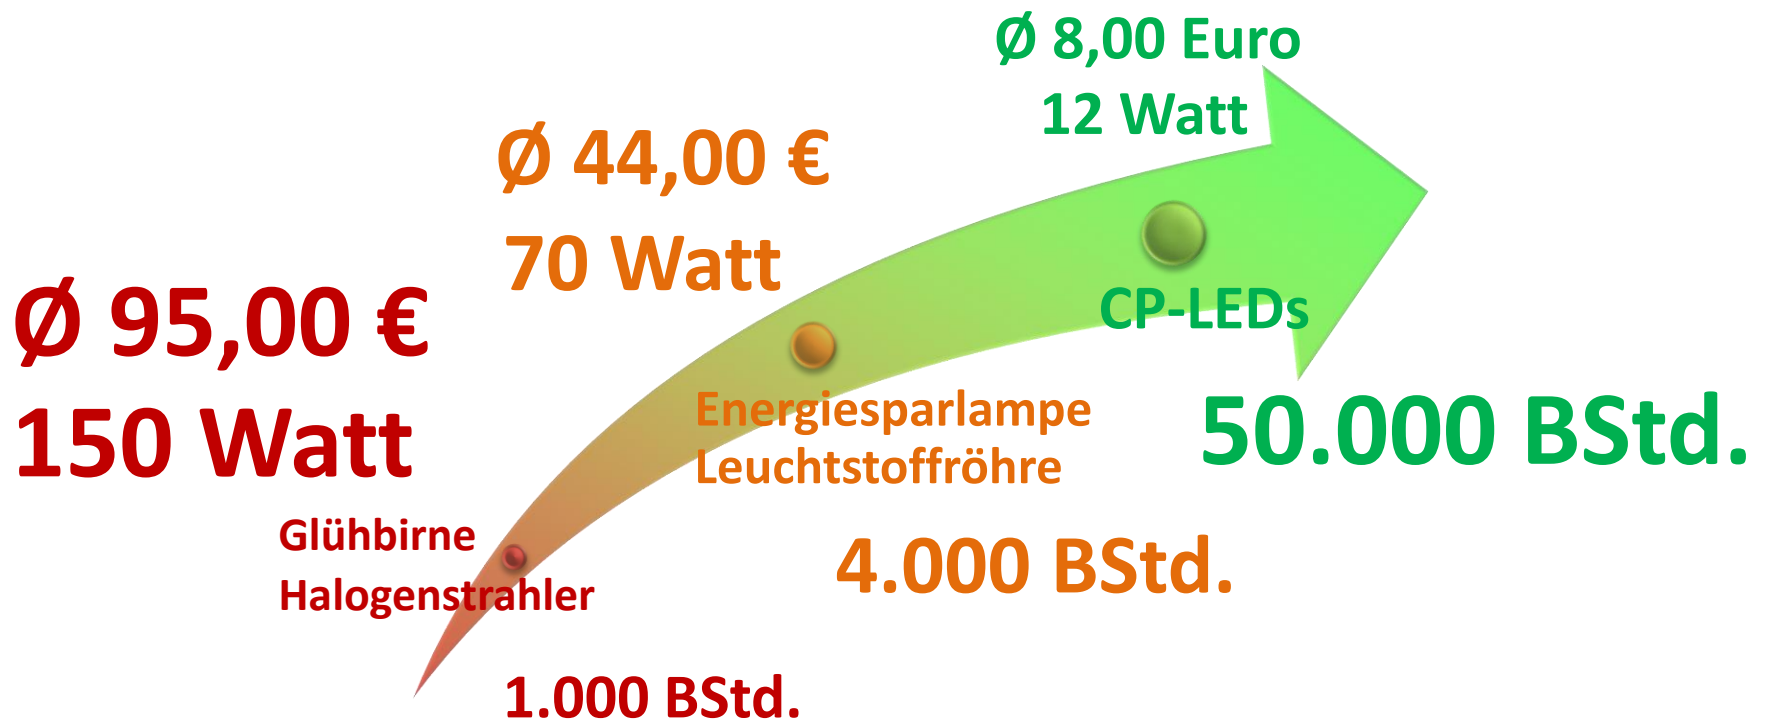 Ø 95,00 €
150 Watt
Glühbirne
Halogenstrahler
1.000 BStd.
Ø 44,00 €
70 Watt
Energiesparlampe
Leuchtstoffröhre
4.000 BStd.
Ø 8,00 Euro
12 Watt
CP-LEDs
50.000 BStd.